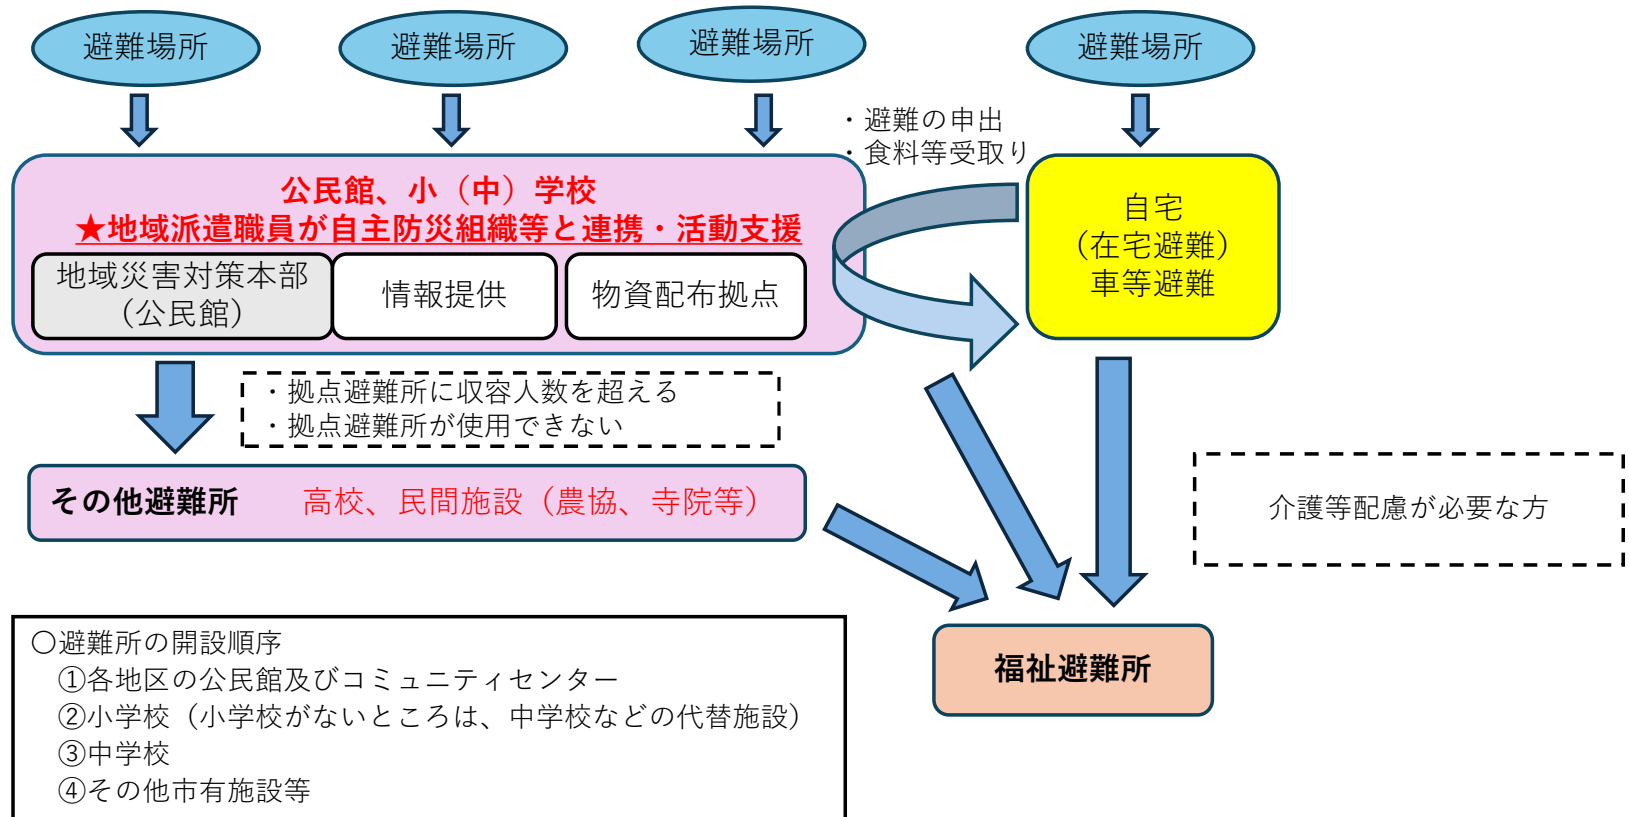 避難場所
避難場所
避難場所
避難場所
・避難の申出
・食料等受取り
公民館、小（中）学校
★地域派遣職員が自主防災組織等と連携・活動支援
地域災害対策本部
（公民館）
情報提供
物資配布拠点
自宅
（在宅避難）
車等避難
・拠点避難所に収容人数を超える
・拠点避難所が使用できない
その他避難所　高校、民間施設（農協、寺院等）
介護等配慮が必要な方
福祉避難所
〇避難所の開設順序
①各地区の公民館及びコミュニティセンター
②小学校（小学校がないところは、中学校などの代替施設）
③中学校
④その他市有施設等